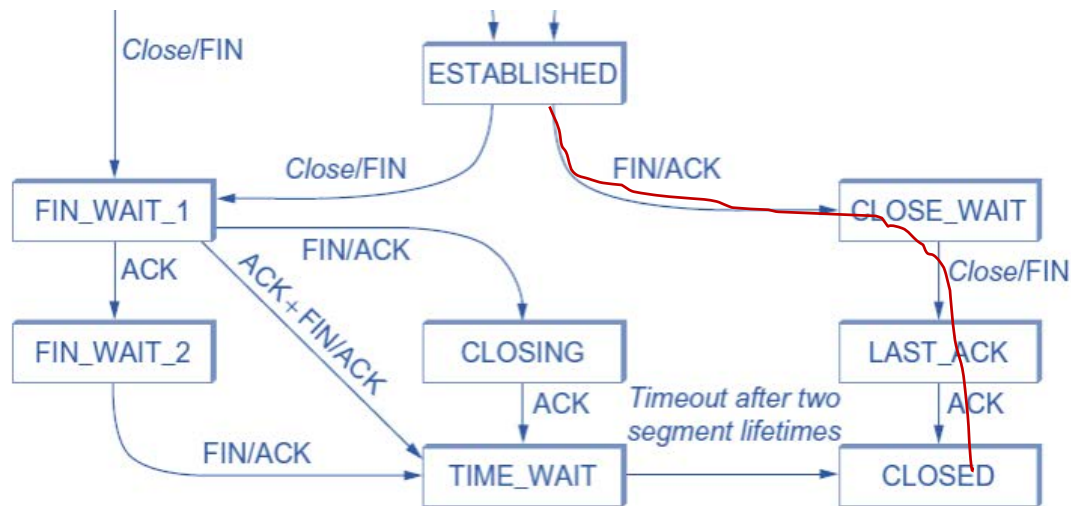 Close/FIN
ESTABLISHED
Close/FIN
FIN/ACK
FIN_WAIT_1
CLOSE_WAIT
FIN/ACK
ACK
ACK+FIN/ACK
Close/FIN
FIN_WAIT_2
CLOSING
LAST_ACK
ACK
Timeout after two
segment lifetimes
ACK
FIN/ACK
TIME_WAIT
CLOSED